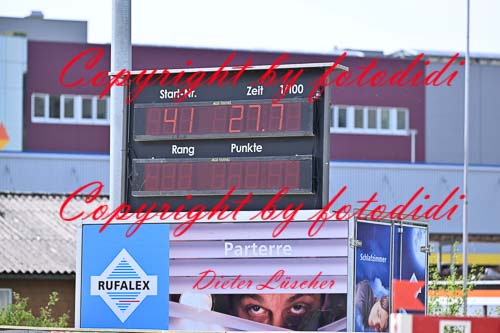 Copyright by fotodidi
Start-Nr. Zeit 1/100
41 27.7
Rang Punkte
Copyright by fotodidi
Parterre
Schlafzimmer
RUFALEX
Dieter Lüscher